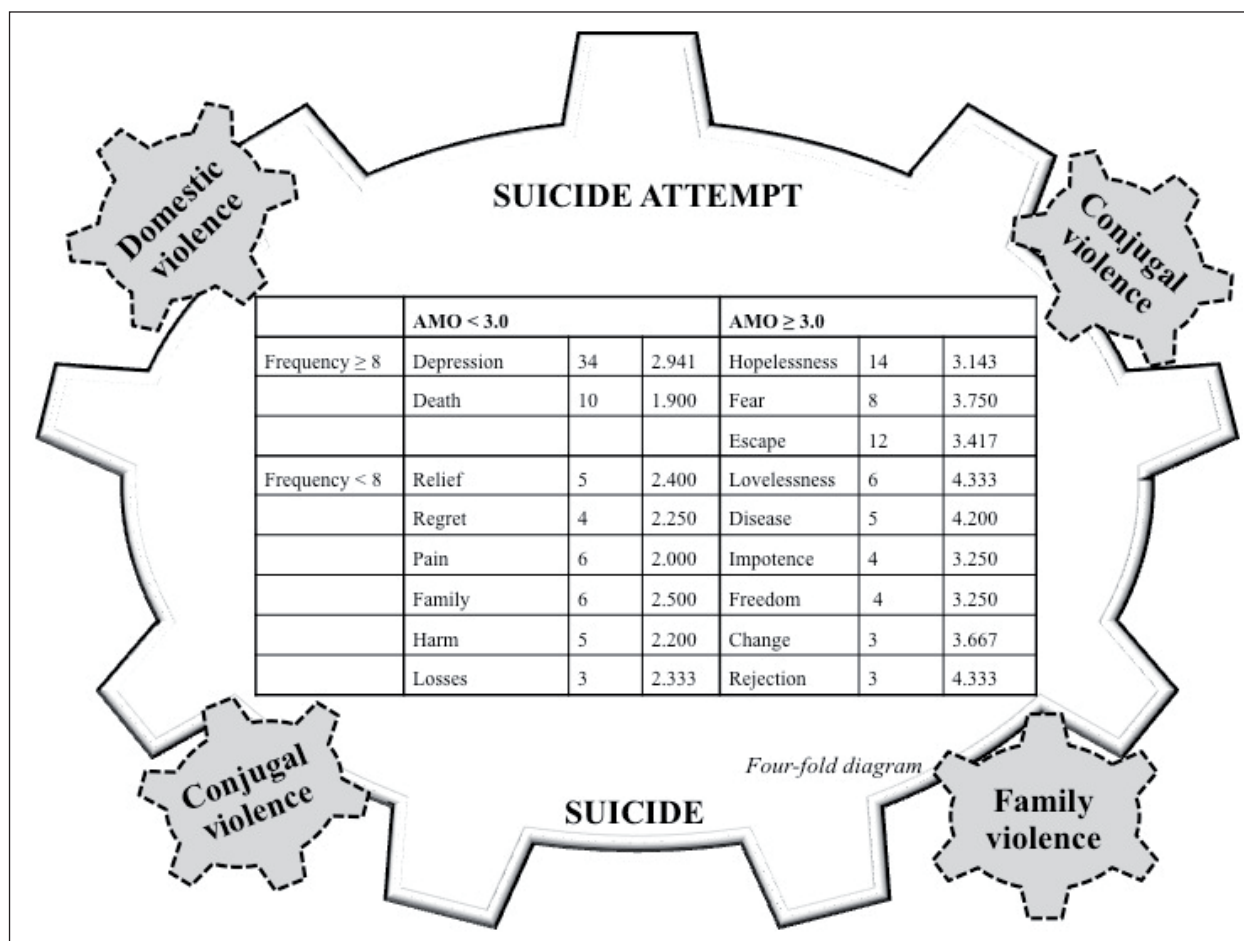 SUICIDE ATTEMPT
Domestic
violence
Conjugal
violence
AMO < 3.0 AMO ≥ 3.0
Frequency ≥ 8 Depression 34 2.941 Hopelessness 14 3.143
Death 10 1.900 Fear 8 3.750
Escape 12 3.417
Frequency < 8 Relief 5 2.400 Lovelessness 6 4.333
Regret 4 2.250 Disease 5 4.200
Pain 6 2.000 Impotence 4 3.250
Family 6 2.500 Freedom 4 3.250
Harm 5 2.200 Change 3 3.667
Losses 3 2.333 Rejection 3 4.333
Conjugal
violence
Four-fold diagram
SUICIDE
Family
violence